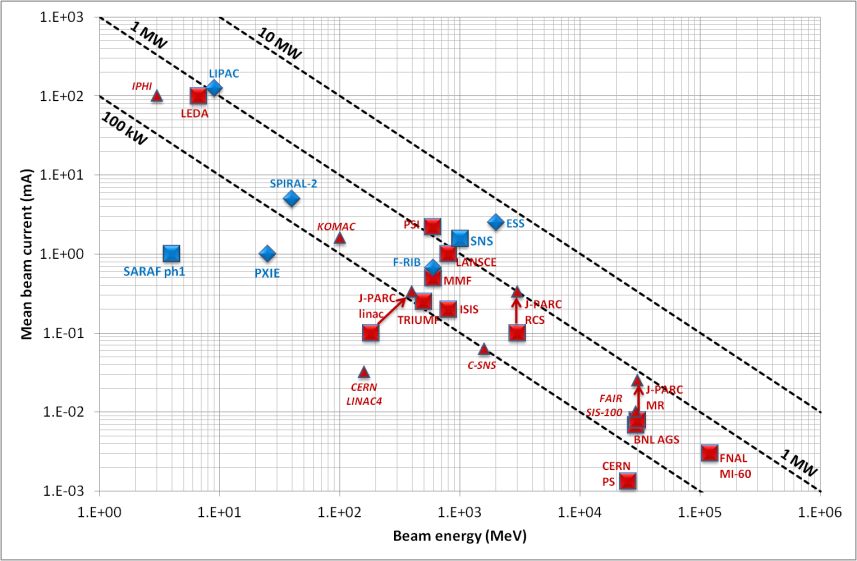 1.E+03
1 MW
10 MW
LIPAC
IPHI
1.E+02
LEDA
100 kW
1.E+01
SPIRAL-2
KOMAC
PSI
ESS
SNS
1.E+00
F-RIB
LANSCE
SARAF ph1
PXIE
MMF
J-PARC
linac
TRIUMF
ISIS
J-PARC
RCS
1.E-01
C-SNS
CERN
LINAC4
J-PARC
MR
FAIR
SIS-100
1.E-02
BNL AGS
1 MW
FNAL
MI-60
CERN
PS
1.E-03
1.E+00 1.E+01 1.E+02 1.E+03 1.E+04 1.E+05 1.E+06
Beam energy (MeV)
Mean beam current (mA)